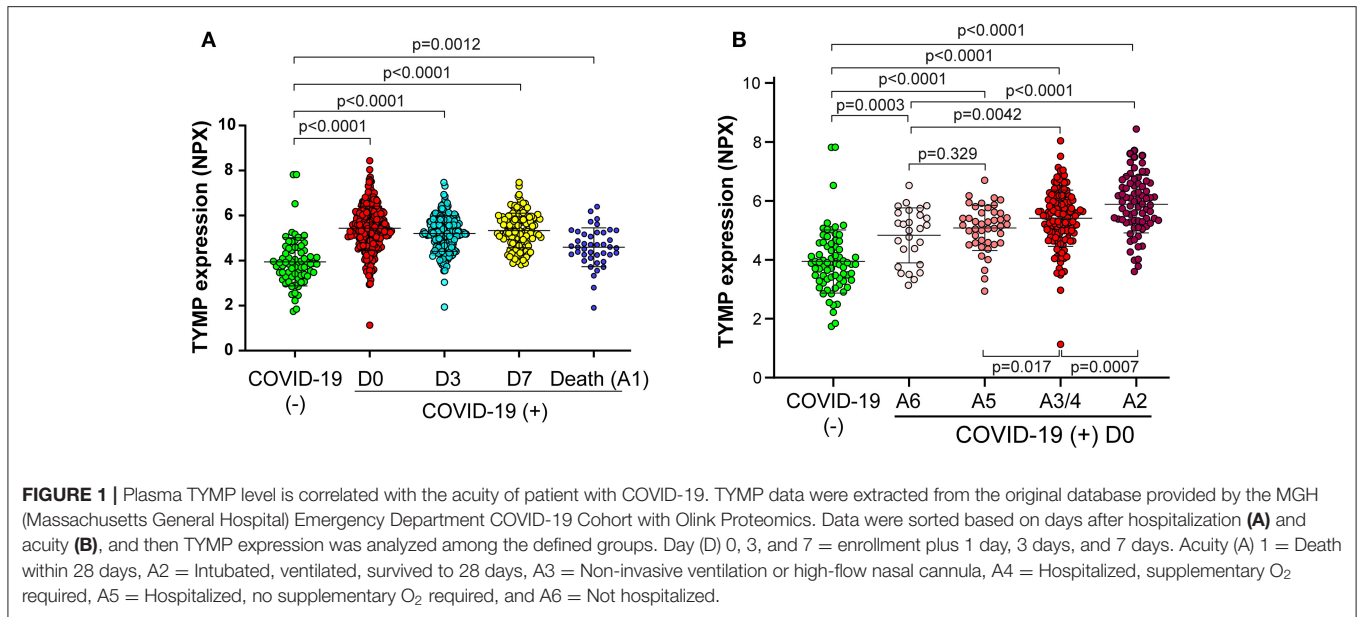 A
p=0.0012
p<0.0001
p<0.0001
p<0.0001
TYMP expression (NPX)
10
8
6
4
2
0
COVID-19 (-)
D0
D3
D7
Death (A1)
COVID-19 (+)
B
p<0.0001
p<0.0001
p<0.0001
p<0.0001
p=0.0003
p=0.0042
p=0.329
TYMP expression (NPX)
10
8
6
4
2
0
p=0.017
p=0.0007
COVID-19 (-)
A6
A5
A3/4
A2
COVID-19 (+) D0
FIGURE 1 | Plasma TYMP level is correlated with the acuity of patient with COVID-19. TYMP data were extracted from the original database provided by the MGH
(Massachusetts General Hospital) Emergency Department COVID-19 Cohort with Olink Proteomics. Data were sorted based on days after hospitalization (A) and
acuity (B), and then TYMP expression was analyzed among the defined groups. Day (D) 0, 3, and 7 = enrollment plus 1 day, 3 days, and 7 days. Acuity (A) 1 = Death
within 28 days, A2 = Intubated, ventilated, survived to 28 days, A3 = Non-invasive ventilation or high-flow nasal cannula, A4 = Hospitalized, supplementary O₂
required, A5 = Hospitalized, no supplementary O₂ required, and A6 = Not hospitalized.